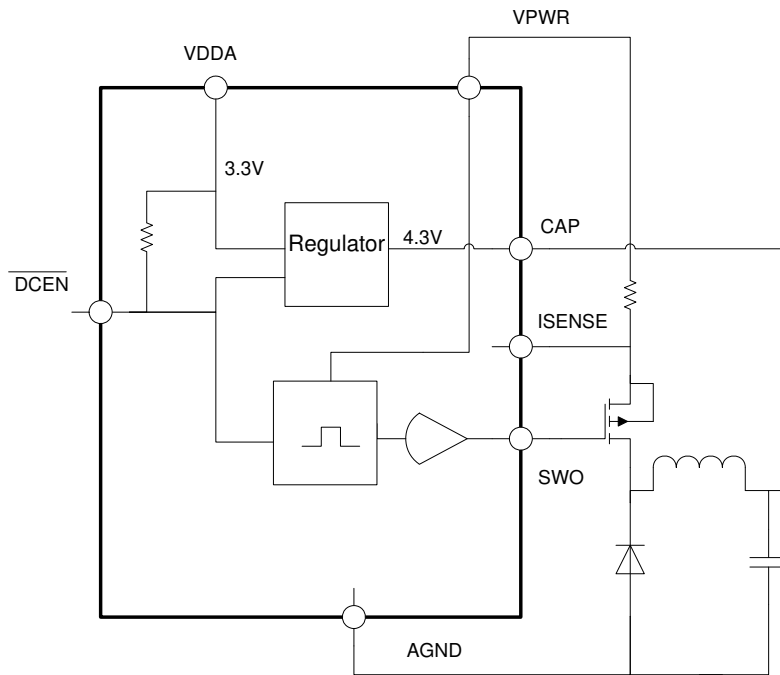 VPWR
VDDA
3.3V
Regulator
4.3V
CAP
DCEN
ISENSE
SWO
AGND